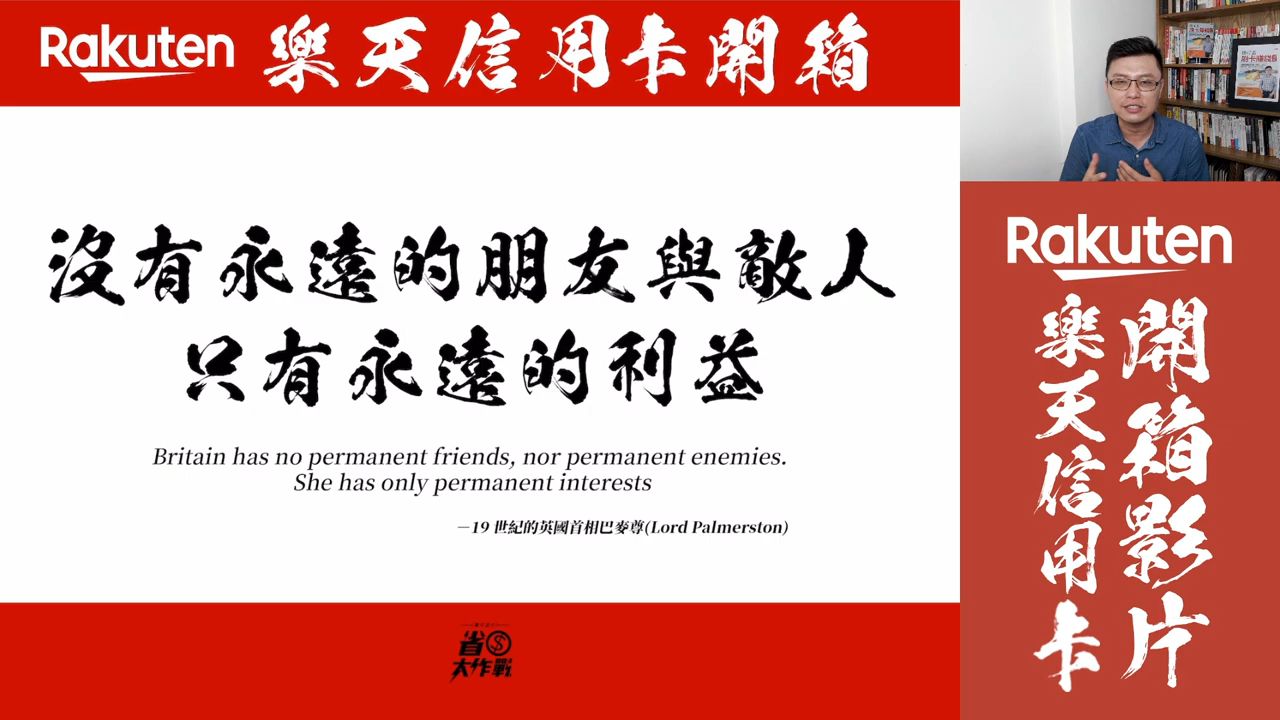 Rakuten 樂天信用卡開箱
沒有永遠的朋友與敵人
只有永遠的利益
Britain has no permanent friends, nor permanent enemies.
She has only permanent interests
—19 世紀的英國首相巴麥尊(Lord Palmerston)
省$
大作戰
Rakuten
開箱影片
樂天信用卡